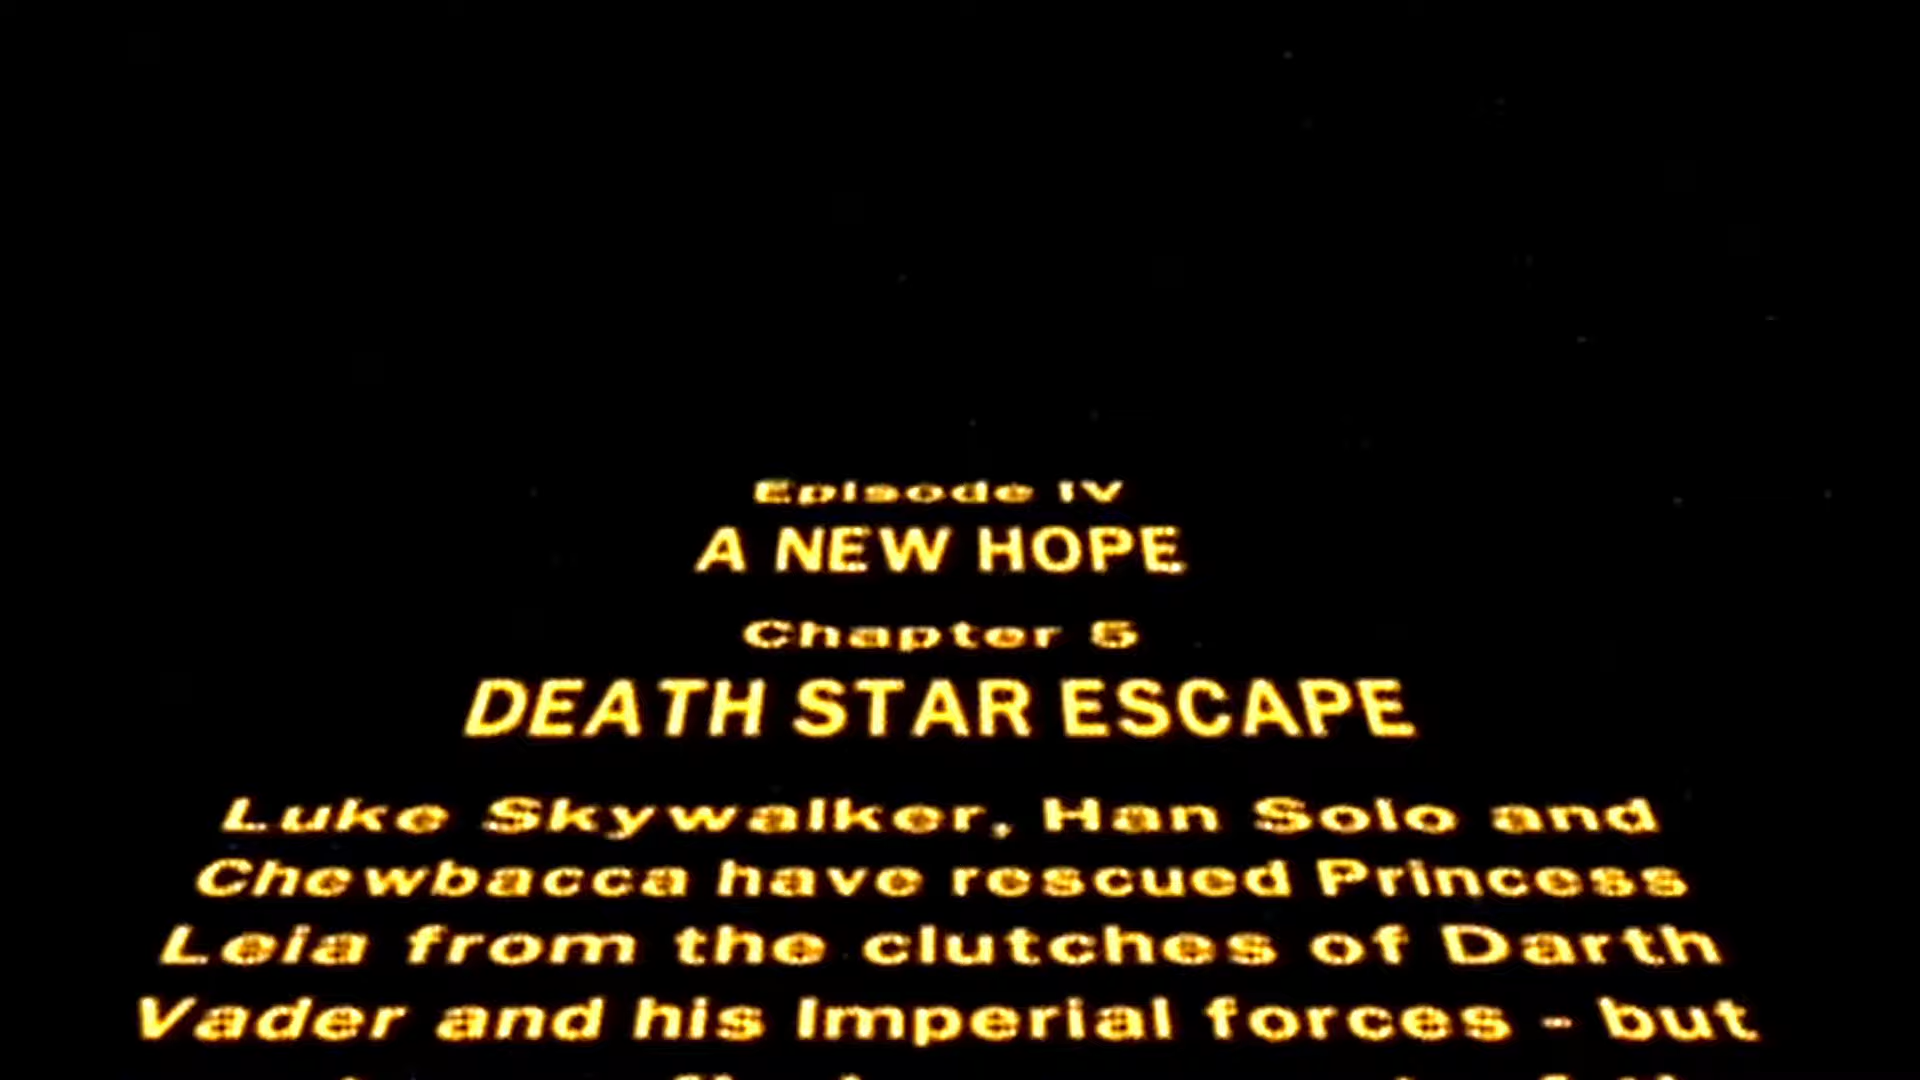 Episode IV
A NEW HOPE
Chapter 5
DEATH STAR ESCAPE
Luke Skywalker, Han Solo and
Chewbacca have rescued Princess
Leia from the clutches of Darth
Vader and his Imperial forces - but